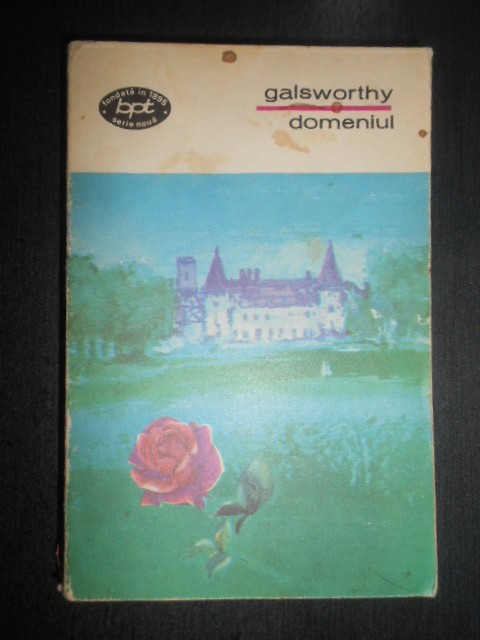 fondată în 1895
bpt
• serie nouă •
galsworthy
domeniul